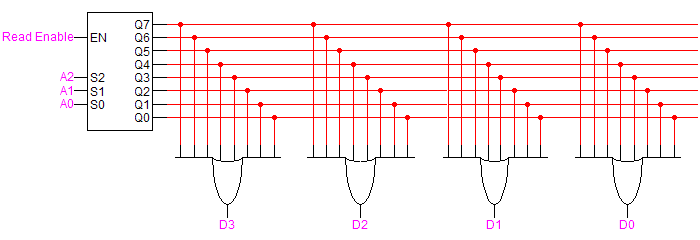 Q7
Read Enable EN Q6
Q5
Q4
A2 S2 Q3
A1 S1 Q2
A0 S0 Q1
Q0
D3 D2 D1 D0